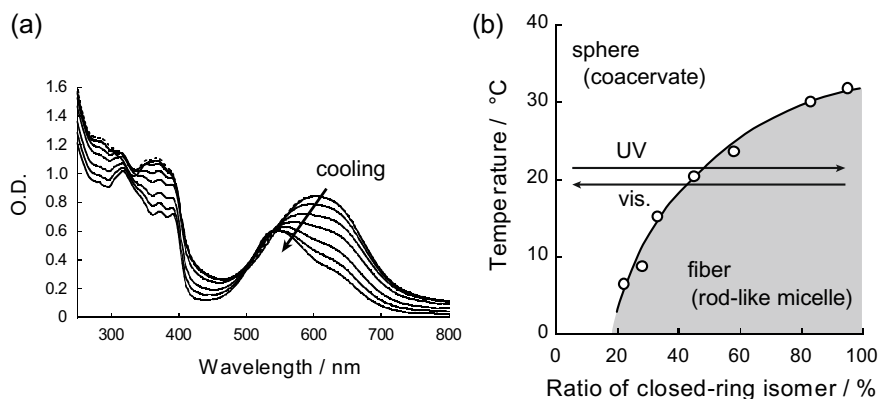 (a)
1.6
1.4
1.2
1.0
0.8
0.6
0.4
0.2
0
O.D.
cooling
300 400 500 600 700 800
Wavelength / nm
(b)
40
30
20
10
0
Temperature / °C
sphere
(coacervate)
UV
vis.
fiber
(rod-like micelle)
0 20 40 60 80 100
Ratio of closed-ring isomer / %